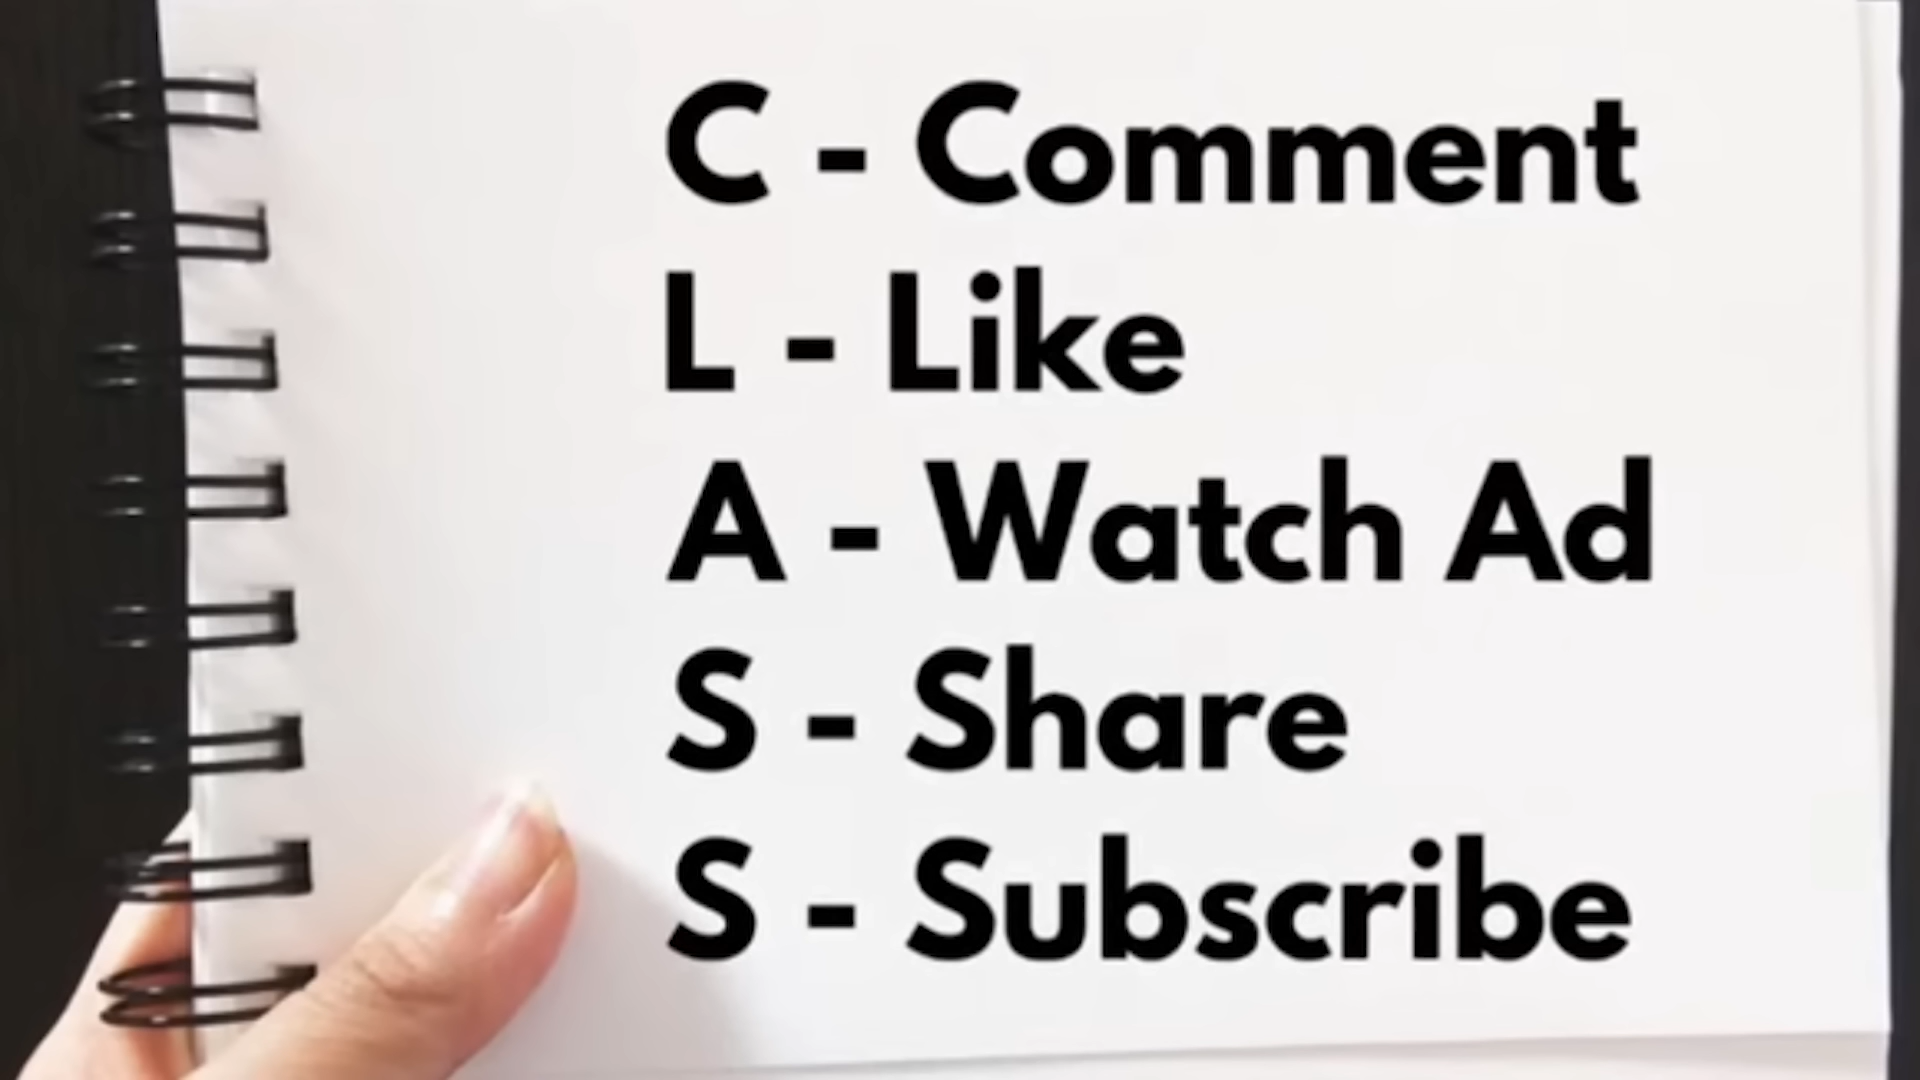 C - Comment
L - Like
A - Watch Ad
S - Share
S - Subscribe